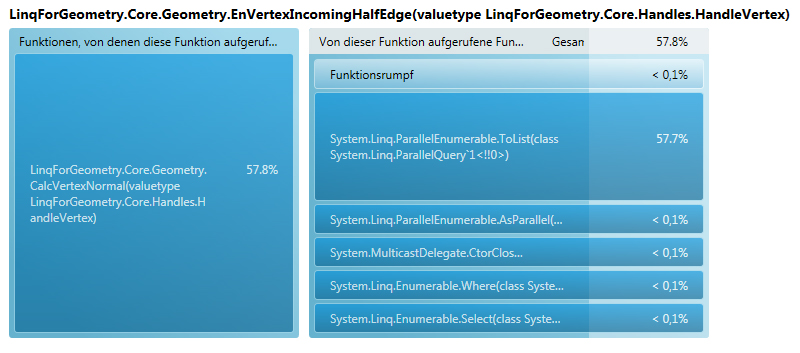 LinqForGeometry.Core.Geometry.EnVertexIncomingHalfEdge(valuetype LinqForGeometry.Core.Handles.HandleVertex)
Funktionen, von denen diese Funktion aufgeruf...
LinqForGeometry.Core.Geometry. 57.8%
CalcVertexNormal(valuetype
LinqForGeometry.Core.Handles.H
andleVertex)
Von dieser Funktion aufgerufene Fun... Gesam 57.8%
Funktionsrumpf < 0,1%
System.Linq.ParallelEnumerable.ToList(class 57.7%
System.Linq.ParallelQuery`1<!!0>)
System.Linq.ParallelEnumerable.AsParallel(... < 0,1%
System.MulticastDelegate.CtorClos... < 0,1%
System.Linq.Enumerable.Where(class Syste... < 0,1%
System.Linq.Enumerable.Select(class Syste... < 0,1%